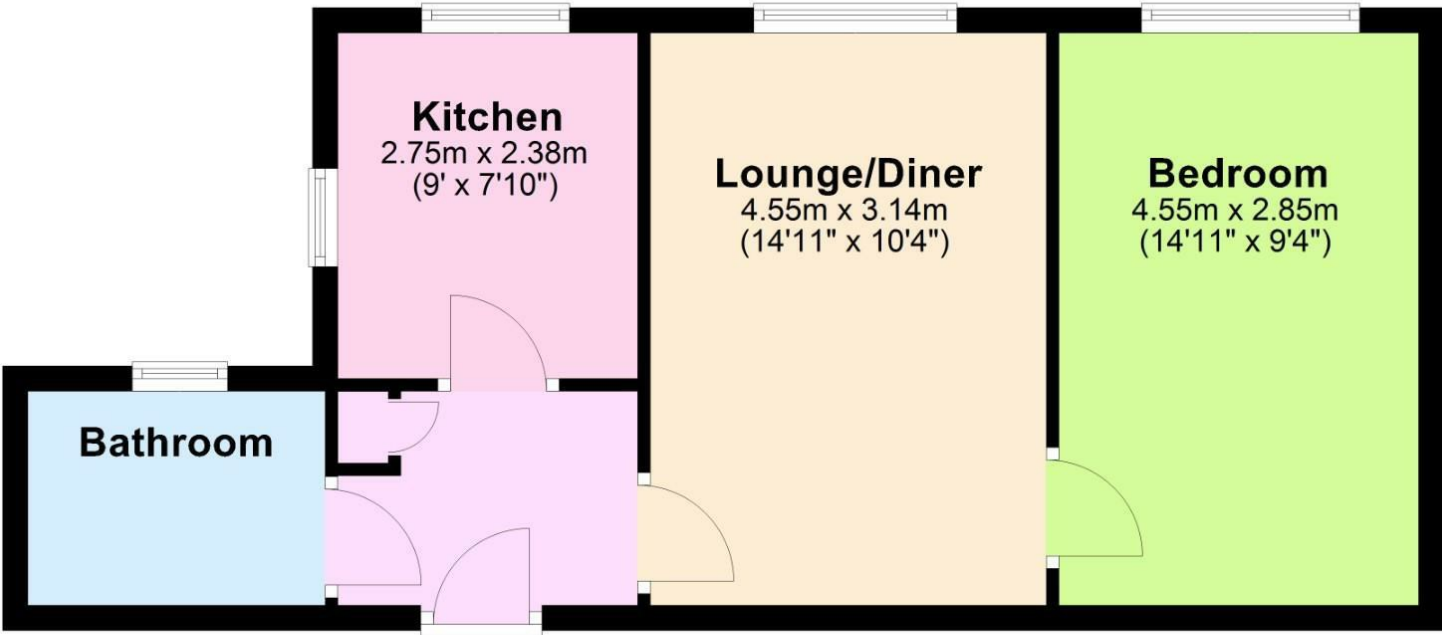 Kitchen
2.75m x 2.38m
(9' x 7'10")
Lounge/Diner
4.55m x 3.14m
(14'11" x 10'4")
Bedroom
4.55m x 2.85m
(14'11" x 9'4")
Bathroom